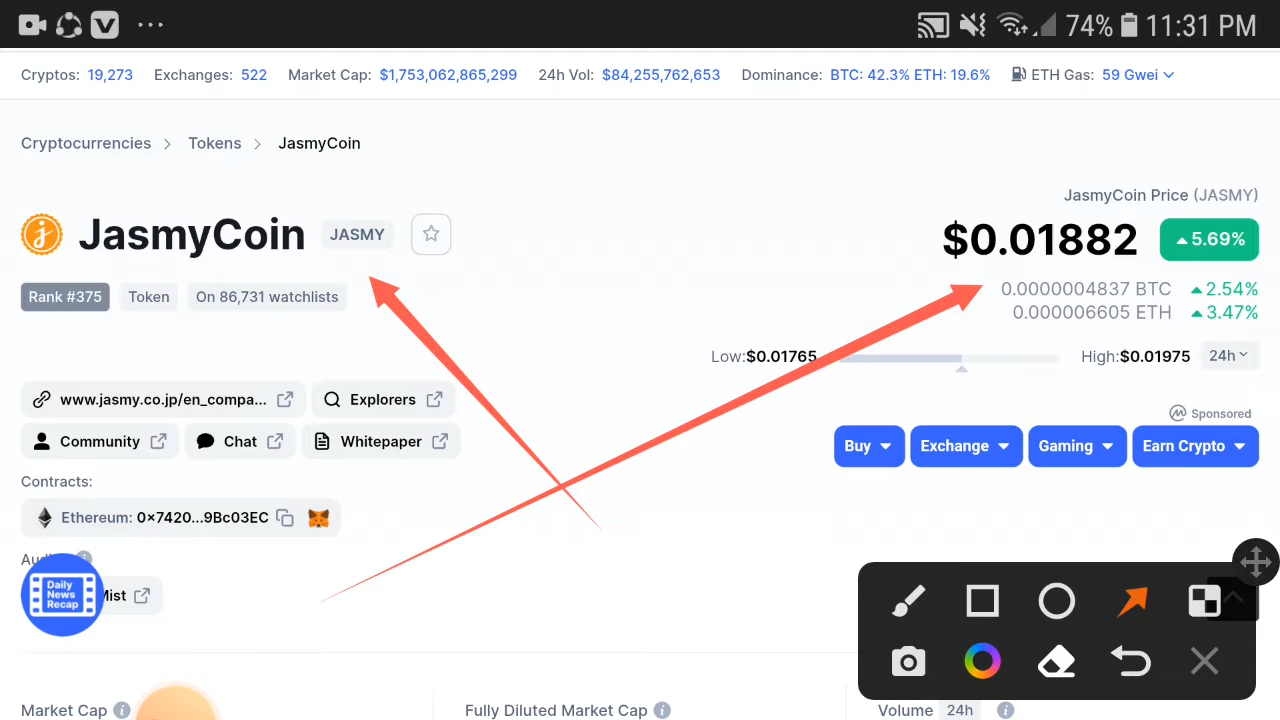 74% 11:31 PM
Cryptos: 19,273 Exchanges: 522 Market Cap: $1,753,062,865,299 24h Vol: $84,255,762,653 Dominance: BTC: 42.3% ETH: 19.6% ETH Gas: 59 Gwei
Cryptocurrencies > Tokens > JasmyCoin
JasmyCoin Price (JASMY)
JasmyCoin JASMY
$0.01882 5.69%
Rank #375 Token On 86,731 watchlists
0.0000004837 BTC 2.54%
0.000006605 ETH 3.47%
Low:$0.01765 High:$0.01975 24h
www.jasmy.co.jp/en_compa... Explorers
Sponsored
Community Chat Whitepaper
Buy Exchange Gaming Earn Crypto
Contracts:
Ethereum: 0x7420...9Bc03EC
Daily
News
Recap
Market Cap Fully Diluted Market Cap Volume 24h